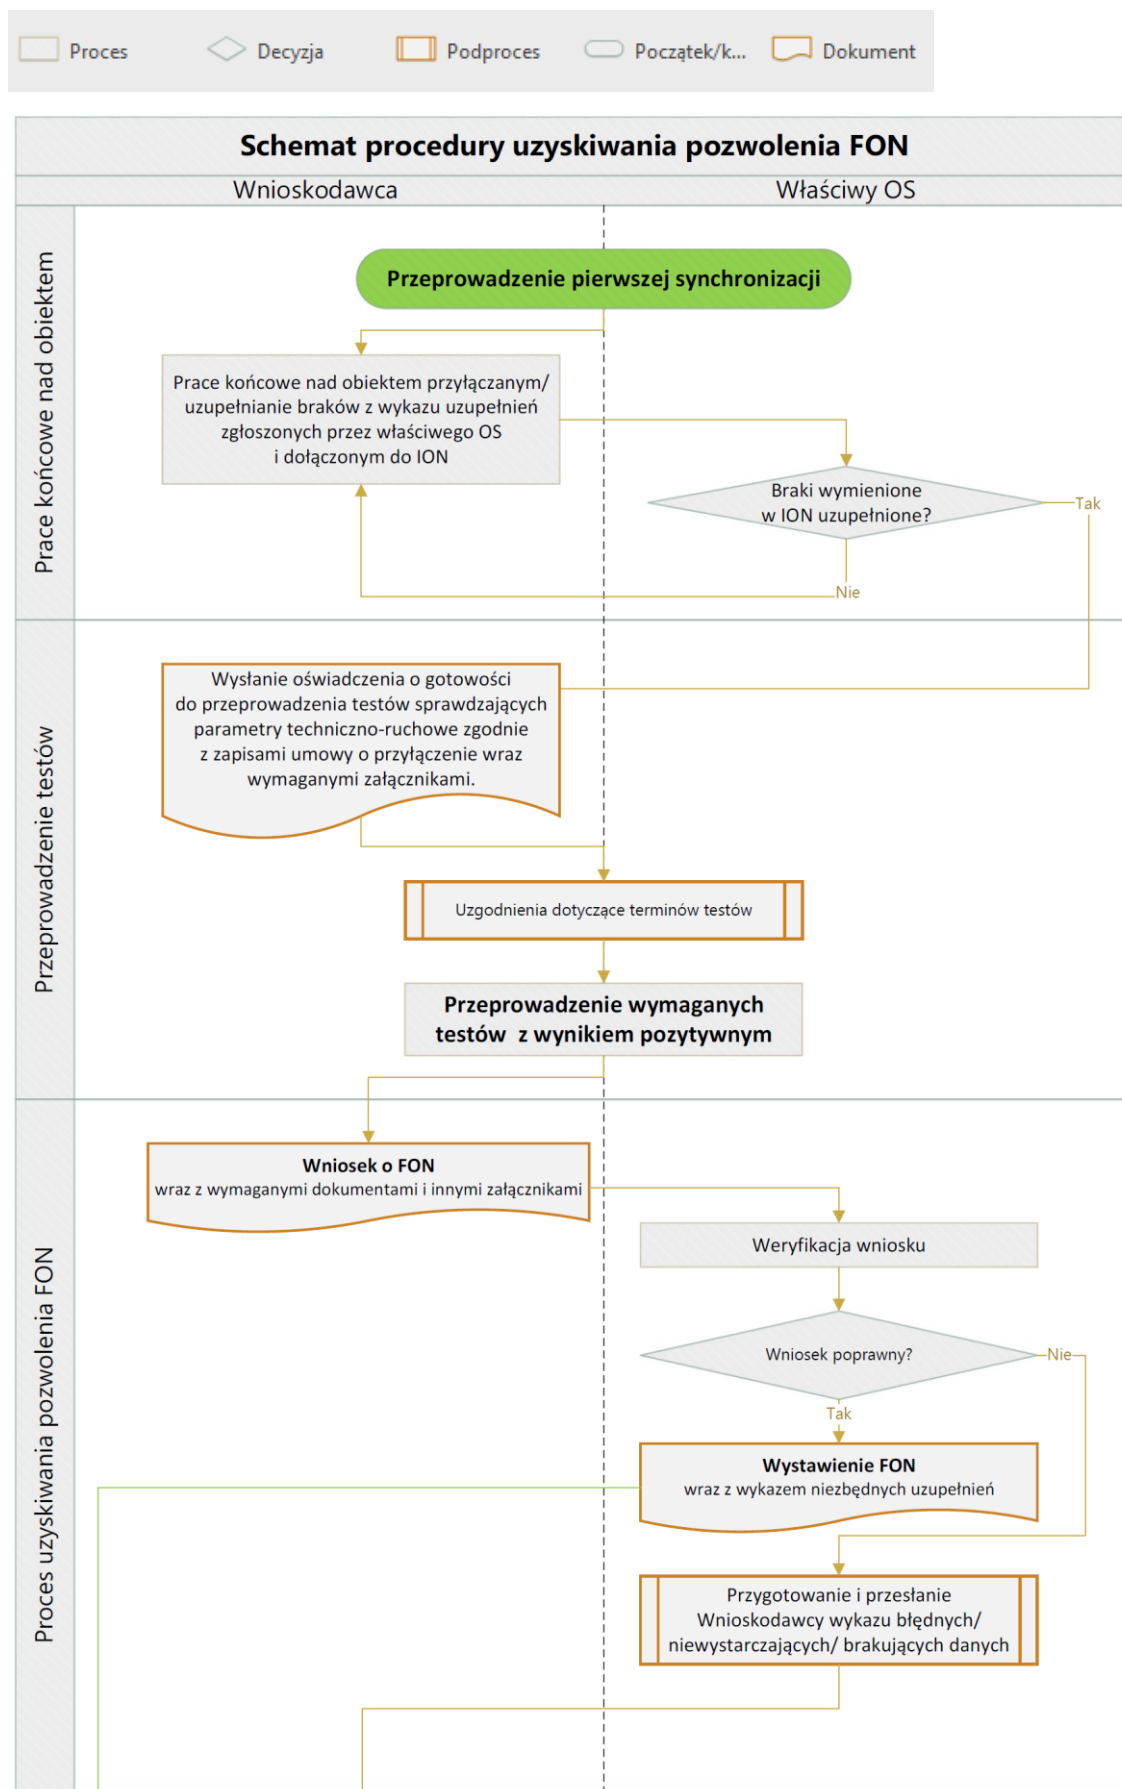 Proces
Decyzja
Podproces
Początek/k...
Dokument
Schemat procedury uzyskiwania pozwolenia FON
Wnioskodawca
Właściwy OS
Prace końcowe nad obiektem
Przeprowadzenie pierwszej synchronizacji
Prace końcowe nad obiektem przyłączanym/
uzupełnianie braków z wykazu uzupełnień
zgłoszonych przez właściwego OS
i dołączonym do ION
Braki wymienione
w ION uzupełnione?
Tak
Nie
Przeprowadzenie testów
Wysłanie oświadczenia o gotowości
do przeprowadzenia testów sprawdzających
parametry techniczno-ruchowe zgodnie
z zapisami umowy o przyłączenie wraz
wymaganymi załącznikami.
Uzgodnienia dotyczące terminów testów
Przeprowadzenie wymaganych
testów z wynikiem pozytywnym
Proces uzyskiwania pozwolenia FON
Wniosek o FON
wraz z wymaganymi dokumentami i innymi załącznikami
Weryfikacja wniosku
Wniosek poprawny?
Nie
Tak
Wystawienie FON
wraz z wykazem niezbędnych uzupełnień
Przygotowanie i przesłanie
Wnioskodawcy wykazu błędnych/
niewystarczających/ brakujących danych